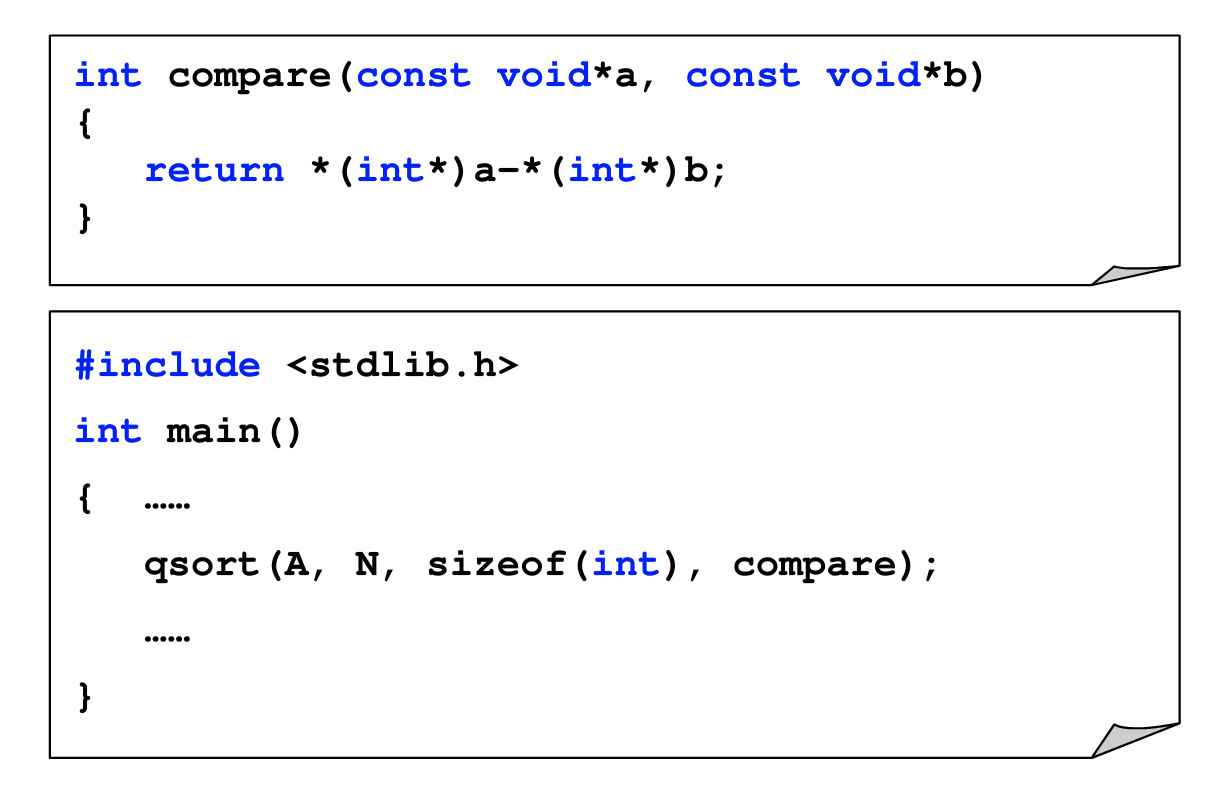 int compare(const void*a, const void*b)
{
return *(int*)a-*(int*)b;
}
#include <stdlib.h>
int main()
{ ……
qsort(A, N, sizeof(int), compare);
……
}